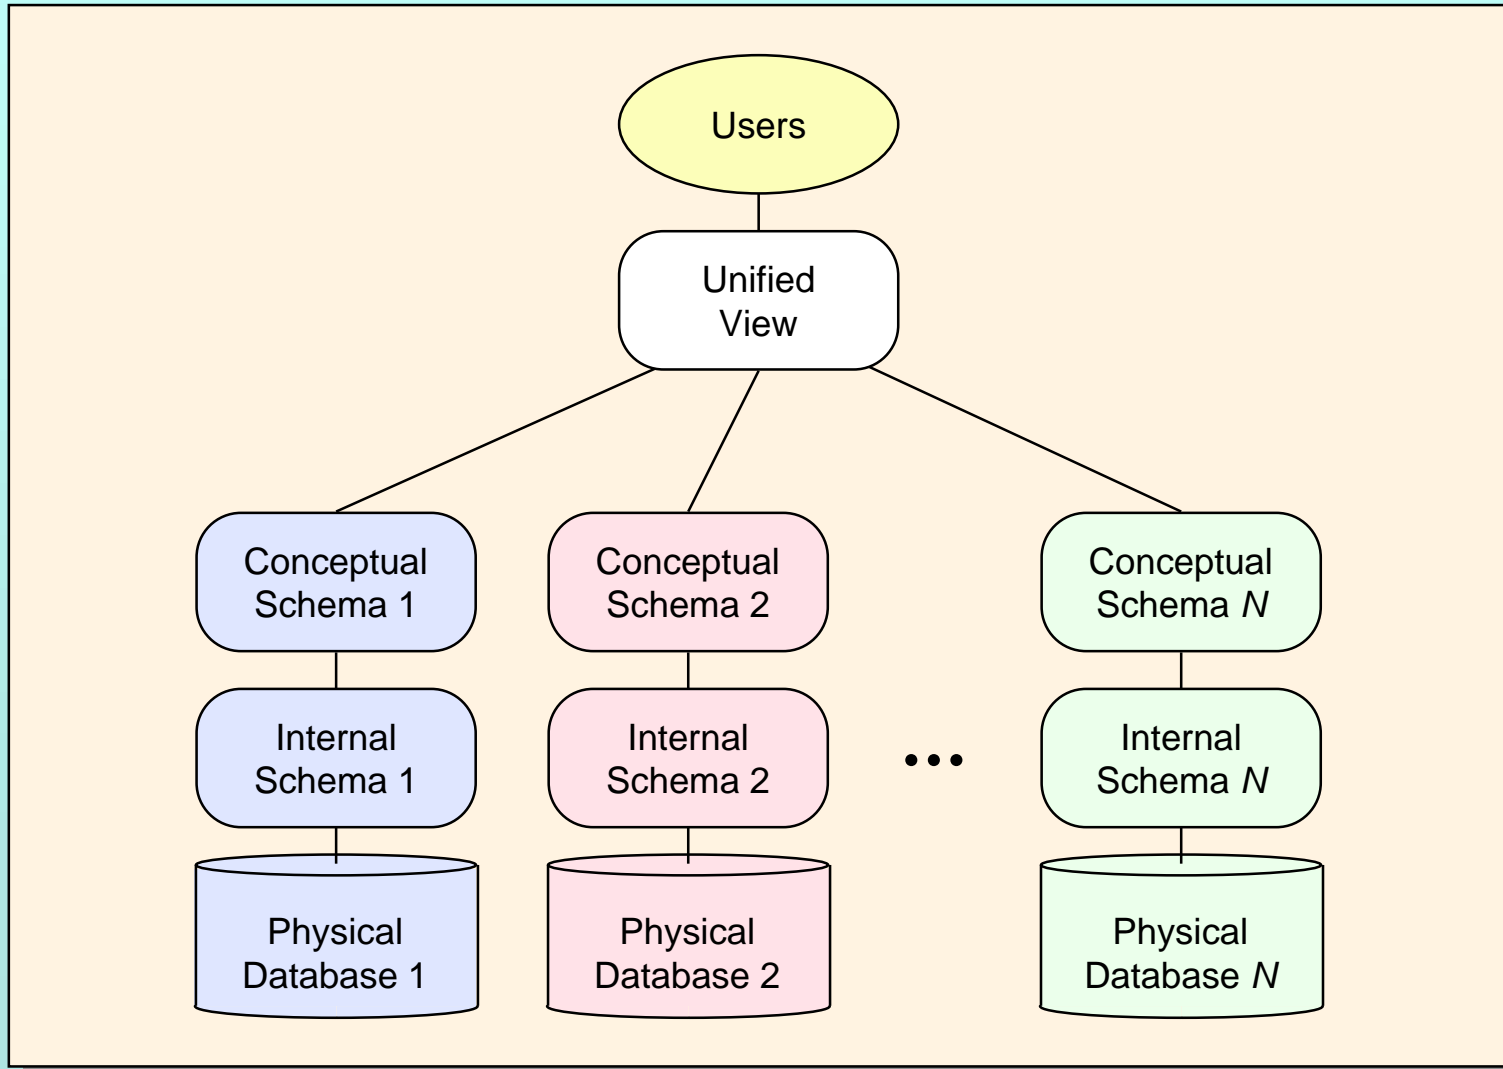 Users
Unified
View
Conceptual
Schema 1
Conceptual
Schema 2
Conceptual
Schema N
Internal
Schema 1
Internal
Schema 2
...
Internal
Schema N
Physical
Database 1
Physical
Database 2
Physical
Database N